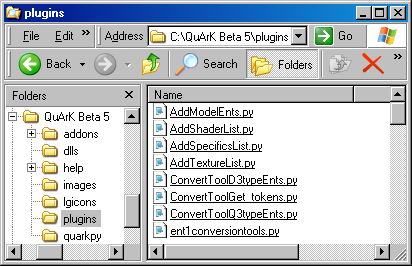 plugins
File Edit » Address C:\QuArK Beta 5\plugins Go
Back Search Folders »
Folders
Name
QuArK Beta 5
addons
dlls
help
images
lgicons
plugins
quarkpy
AddModelEnts.py
AddShaderList.py
AddSpecificsList.py
AddTextureList.py
ConvertToolD3typeEnts.py
ConvertToolGet_tokens.py
ConvertToolQ3typeEnts.py
ent1conversiontools.py